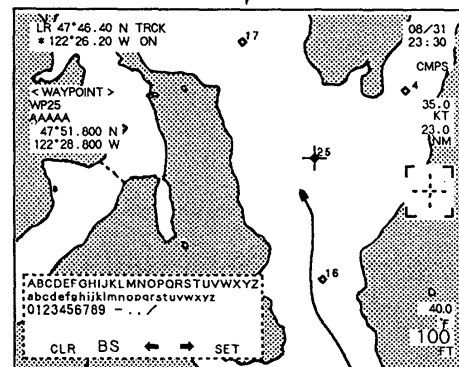 LR 47°46.40 N TRCK
* 122°26.20 W ON
17
08/31
23:30
CMPS
<WAYPOINT>
WP25
AAAAA
47°51.800 N
122°28.800 W
4
35.0
KT
23.0
NM
25
16
ABCDEFGHIJKLMNOPQRSTUVWXYZ
abcdefghijklmnopqrstuvwxyz
0123456789 - . . /
CLR BS ← → SET
40.0
°F
100
FT